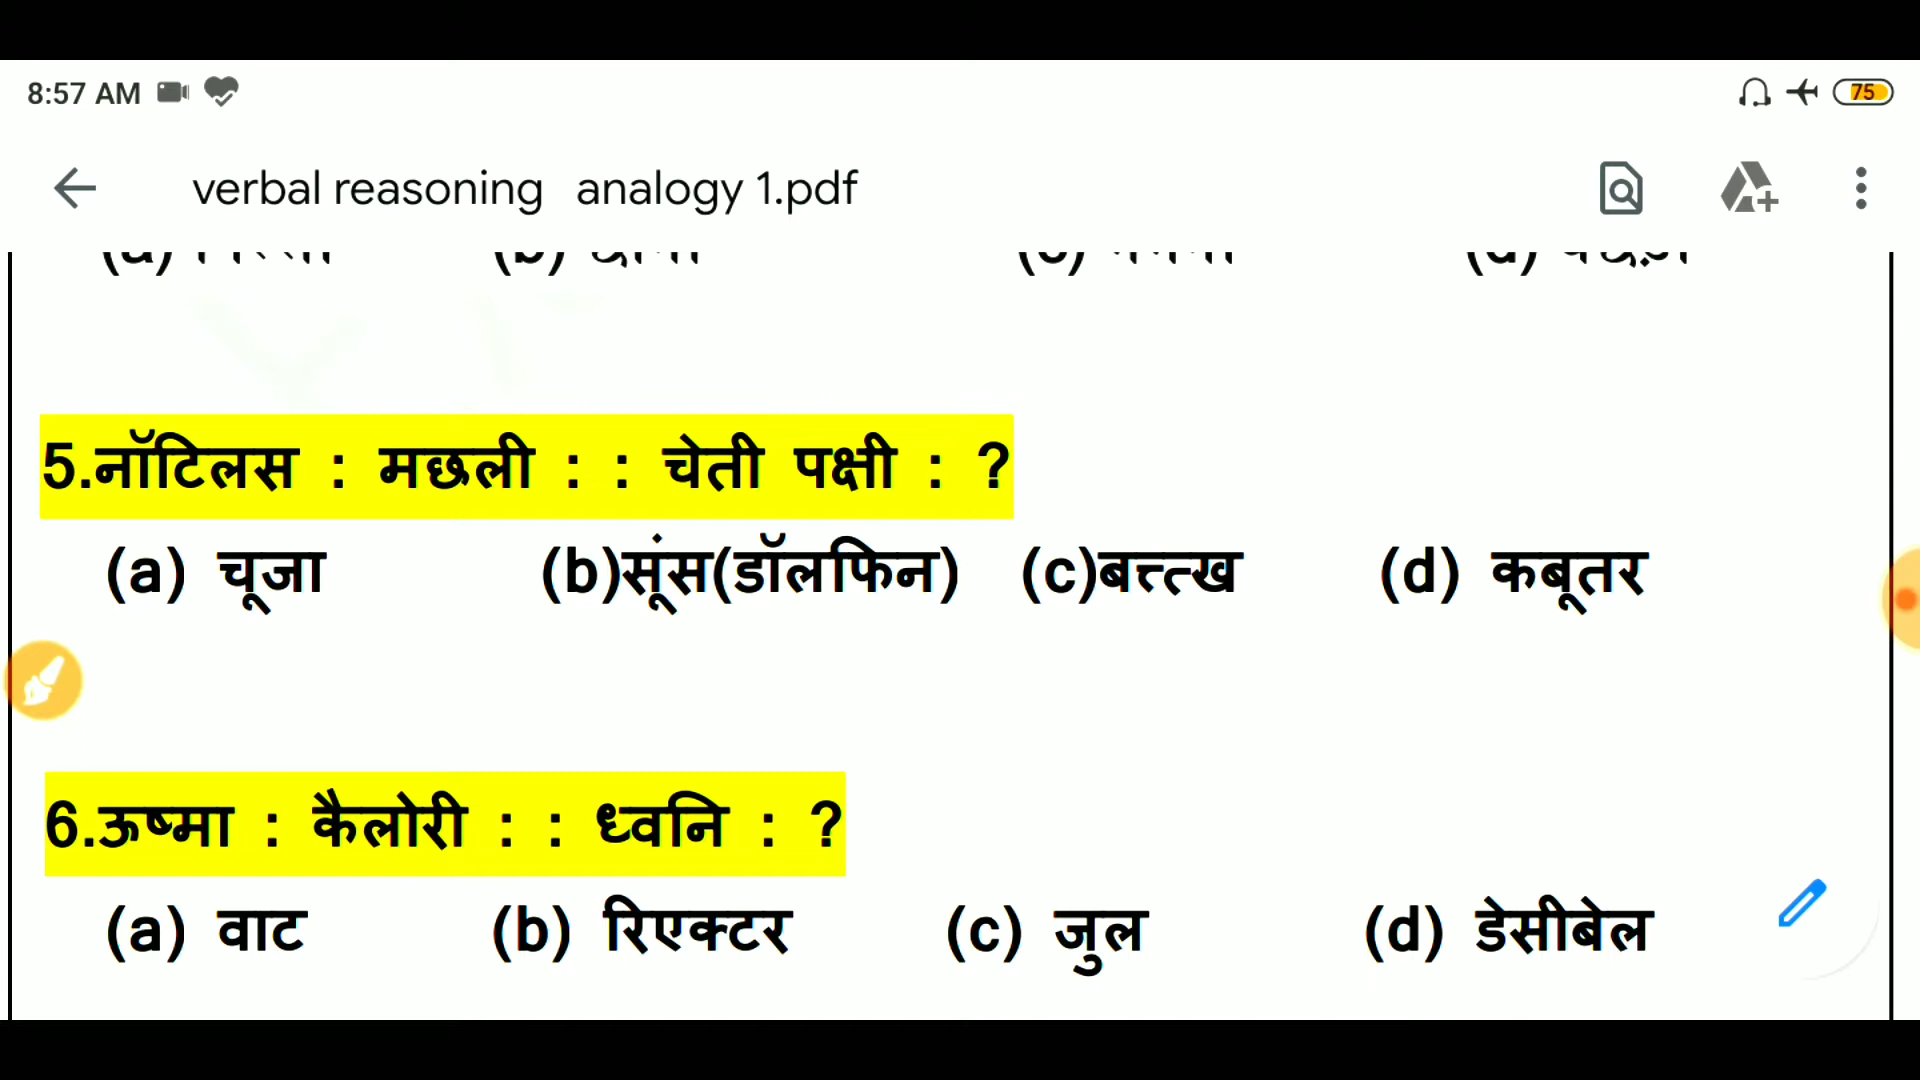 8:57 AM
75
verbal reasoning analogy 1.pdf
5.नॉटिलस : मछली : : चेती पक्षी : ?
(a) चूजा (b)सूंस(डॉलफिन) (c)बत्त्त्ख (d) कबूतर
6.ऊष्मा : कैलोरी : : ध्वनि : ?
(a) वाट (b) रिएक्टर (c) जुल (d) डेसीबेल